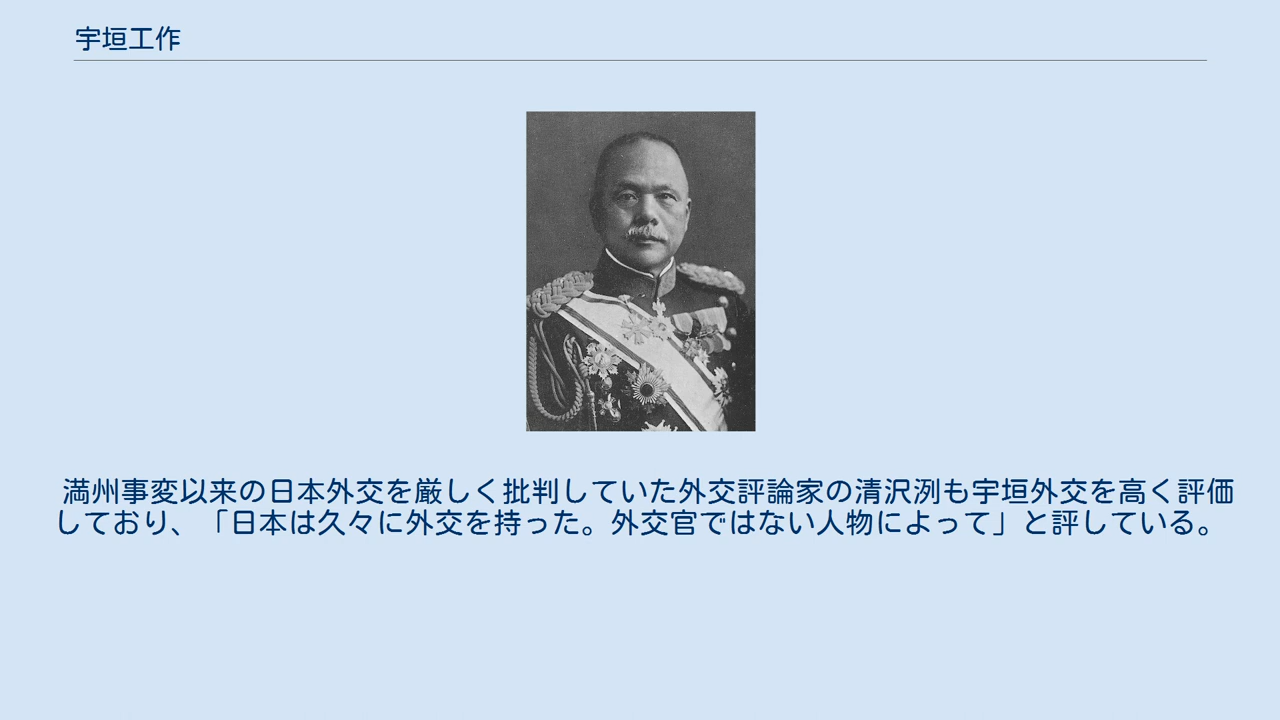 宇垣工作
満州事変以来の日本外交を厳しく批判していた外交評論家の清沢洌も宇垣外交を高く評価
しており、「日本は久々に外交を持った。外交官ではない人物によって」と評している。